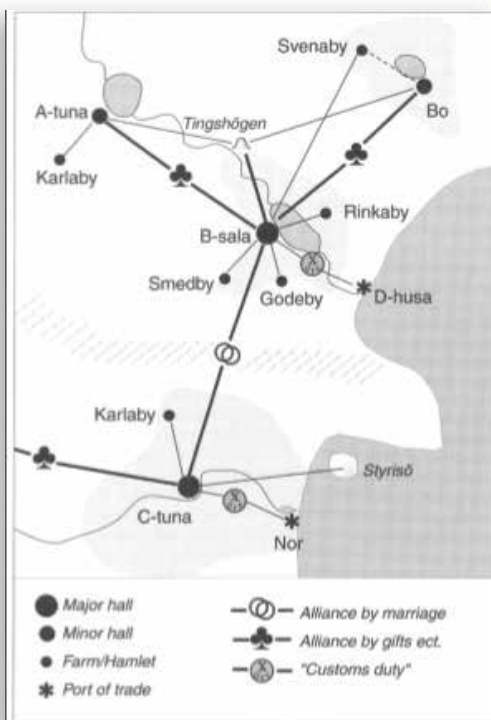 Svenaby
Bo
A-tuna
Tingshögen
Karlaby
Rinkaby
B-sala
Smedby
Godeby
D-husa
Karlaby
Styrisö
C-tuna
Nor
Major hall
Minor hall
Farm/Hamlet
Port of trade
Alliance by marriage
Alliance by gifts ect.
"Customs duty"